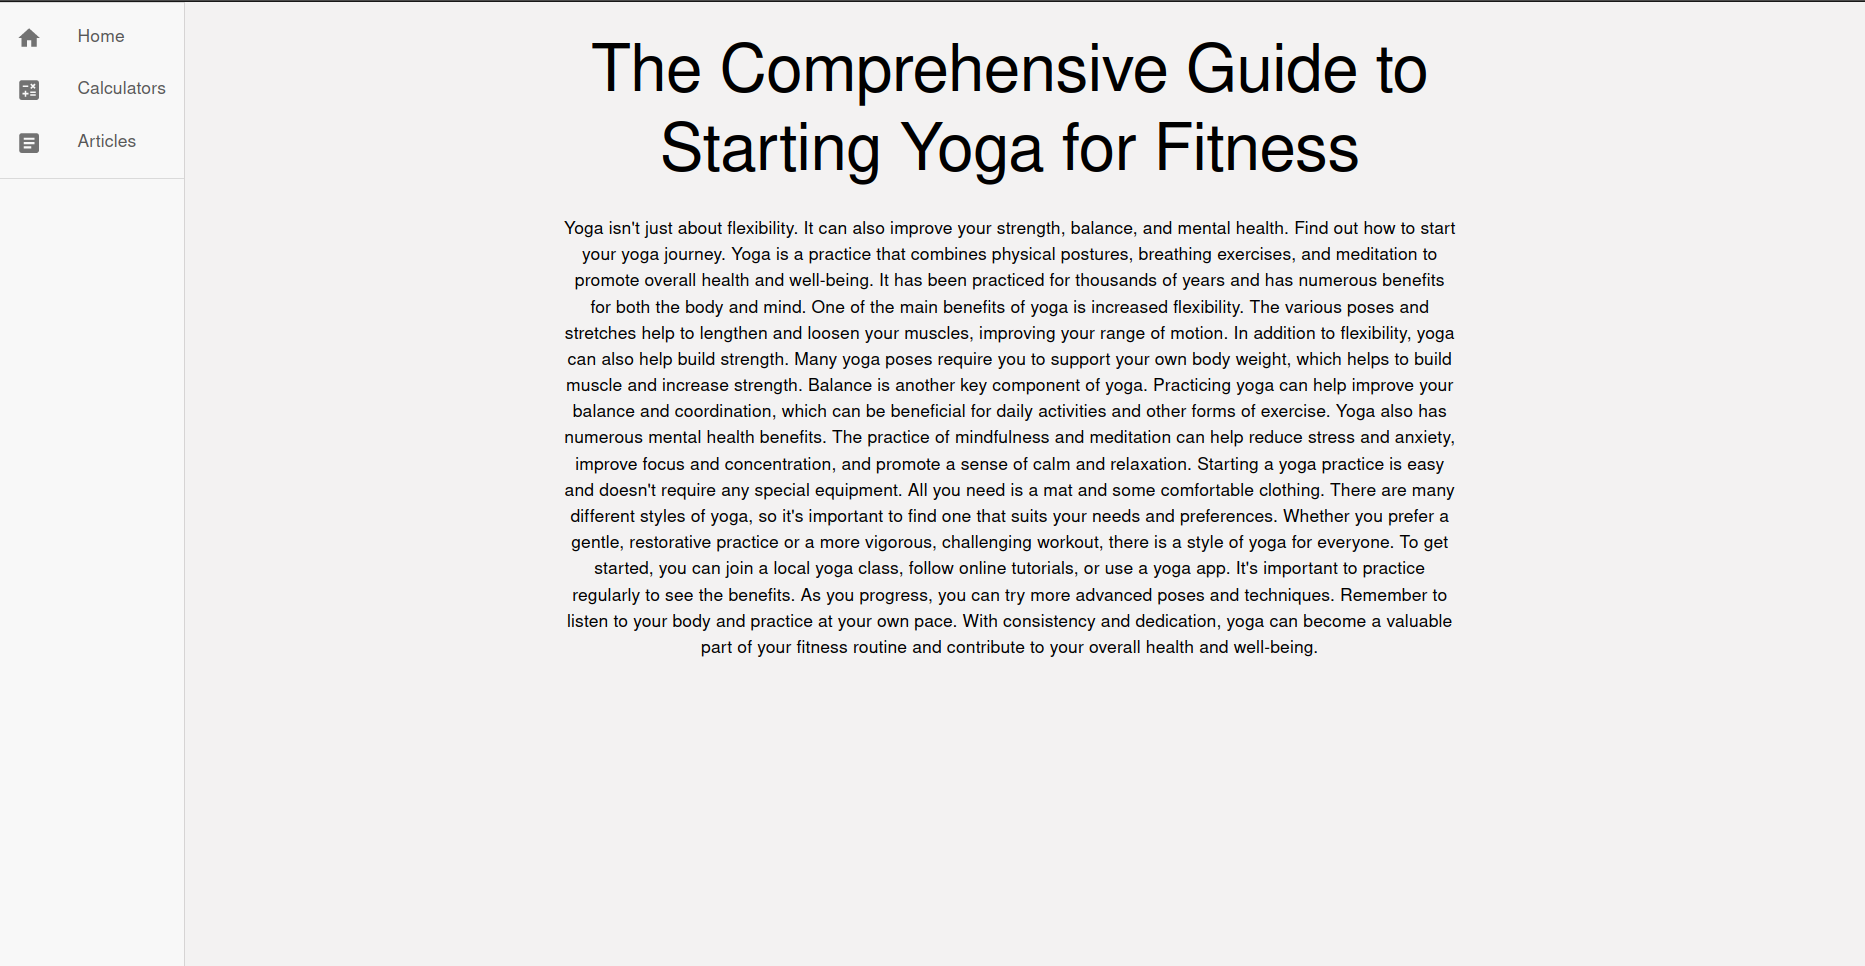 Home
Calculators
Articles
The Comprehensive Guide to
Starting Yoga for Fitness
Yoga isn't just about flexibility. It can also improve your strength, balance, and mental health. Find out how to start
your yoga journey. Yoga is a practice that combines physical postures, breathing exercises, and meditation to
promote overall health and well-being. It has been practiced for thousands of years and has numerous benefits
for both the body and mind. One of the main benefits of yoga is increased flexibility. The various poses and
stretches help to lengthen and loosen your muscles, improving your range of motion. In addition to flexibility, yoga
can also help build strength. Many yoga poses require you to support your own body weight, which helps to build
muscle and increase strength. Balance is another key component of yoga. Practicing yoga can help improve your
balance and coordination, which can be beneficial for daily activities and other forms of exercise. Yoga also has
numerous mental health benefits. The practice of mindfulness and meditation can help reduce stress and anxiety,
improve focus and concentration, and promote a sense of calm and relaxation. Starting a yoga practice is easy
and doesn't require any special equipment. All you need is a mat and some comfortable clothing. There are many
different styles of yoga, so it's important to find one that suits your needs and preferences. Whether you prefer a
gentle, restorative practice or a more vigorous, challenging workout, there is a style of yoga for everyone. To get
started, you can join a local yoga class, follow online tutorials, or use a yoga app. It's important to practice
regularly to see the benefits. As you progress, you can try more advanced poses and techniques. Remember to
listen to your body and practice at your own pace. With consistency and dedication, yoga can become a valuable
part of your fitness routine and contribute to your overall health and well-being.